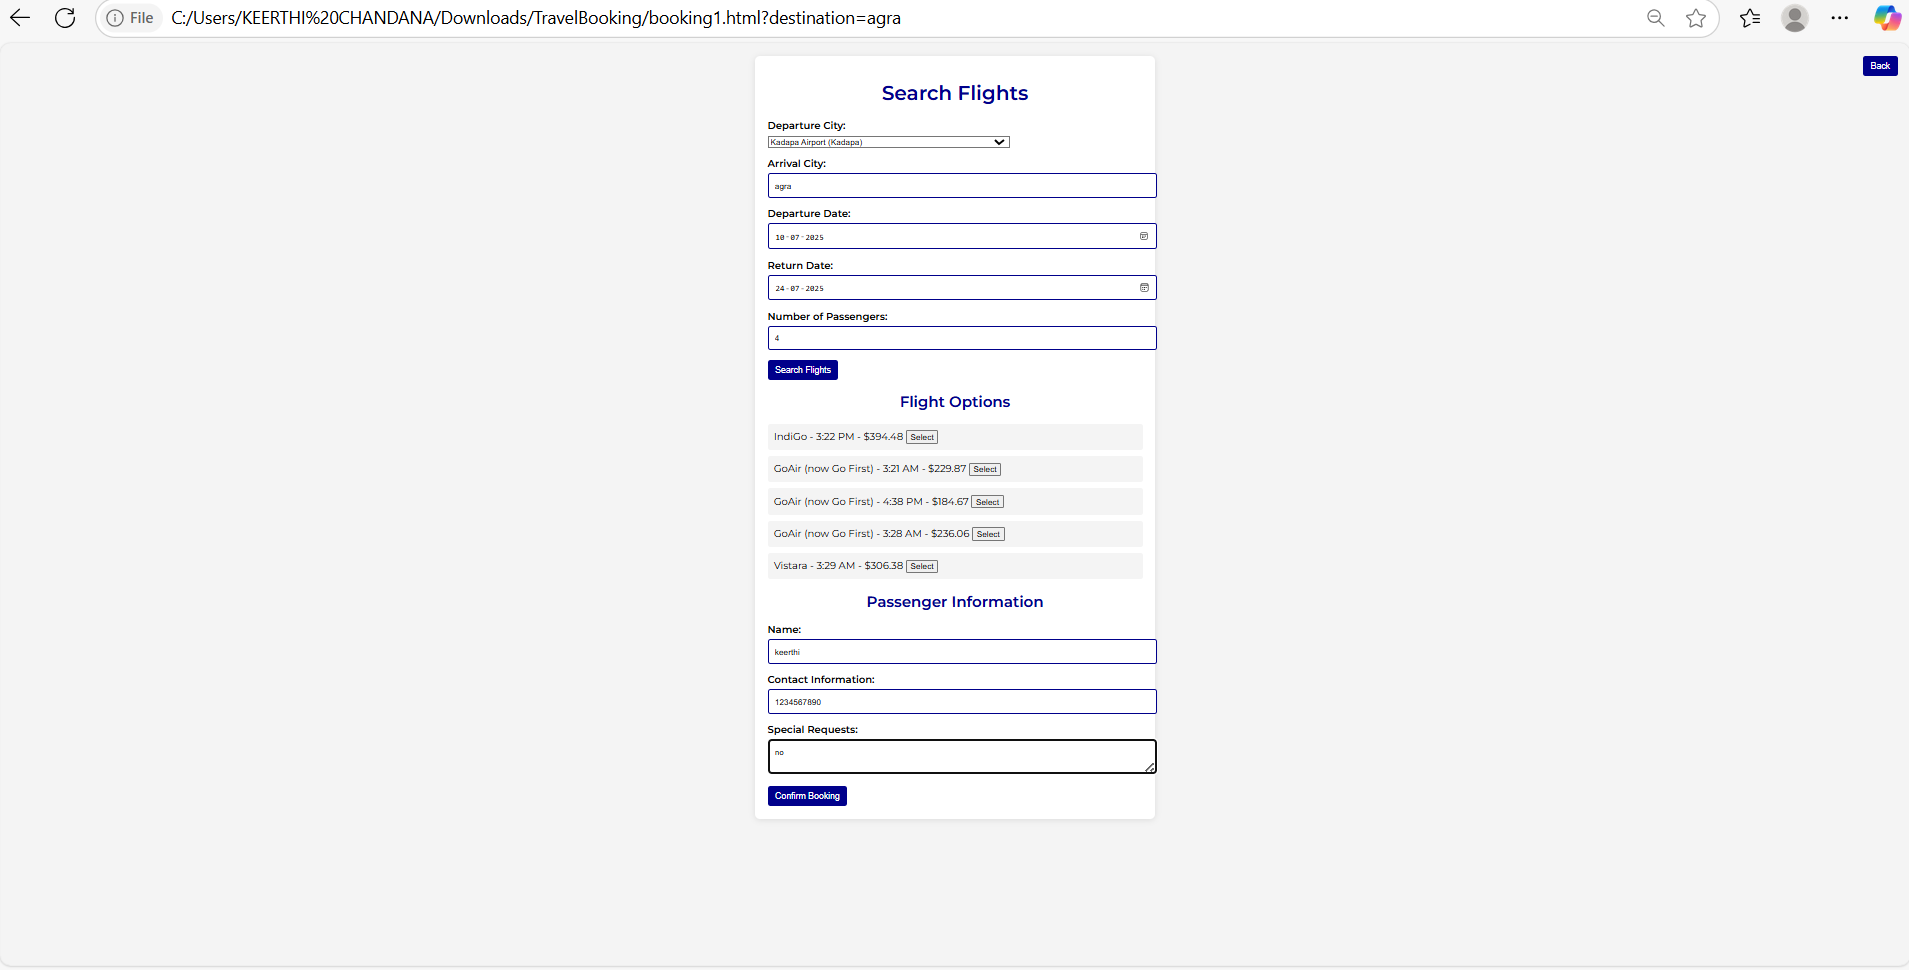 File C:/Users/KEERTHI%20CHANDANA/Downloads/TravelBooking/booking1.html?destination=agra
Back
Search Flights
Departure City:
Kadapa Airport (Kadapa)
Arrival City:
agra
Departure Date:
10-07-2025
Return Date:
24-07-2025
Number of Passengers:
4
Search Flights
Flight Options
IndiGo - 3:22 PM - $394.48 Select
GoAir (now Go First) - 3:21 AM - $229.87 Select
GoAir (now Go First) - 4:38 PM - $184.67 Select
GoAir (now Go First) - 3:28 AM - $236.06 Select
Vistara - 3:29 AM - $306.38 Select
Passenger Information
Name:
keerthi
Contact Information:
1234567890
Special Requests:
no
Confirm Booking